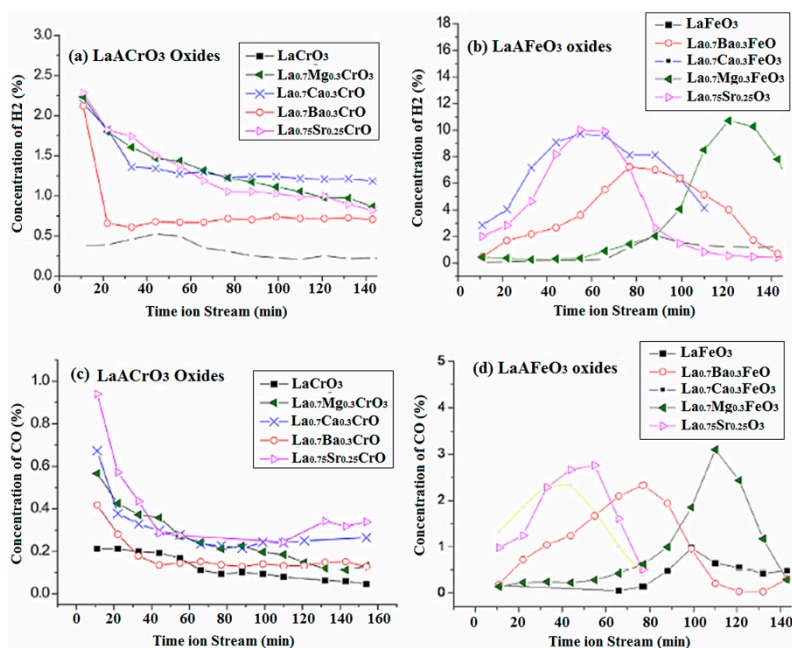 (a) LaACrO₃ Oxides
LaCrO₃
La₀.₇Mg₀.₃CrO₃
La₀.₇Ca₀.₃CrO
La₀.₇Ba₀.₃CrO
La₀.₇₅Sr₀.₂₅CrO
Concentration of H2 (%)
3.0
2.5
2.0
1.5
1.0
0.5
0.0
0 20 40 60 80 100 120 140
Time ion Stream (min)
(b) LaAFeO₃ oxides
LaFeO₃
La₀.₇Ba₀.₃FeO
La₀.₇Ca₀.₃FeO₃
La₀.₇Mg₀.₃FeO₃
La₀.₇₅Sr₀.₂₅O₃
Concentration of H2 (%)
18
16
14
12
10
8
6
4
2
0
0 20 40 60 80 100 120 140
Time ion Stream (min)
(c) LaACrO₃ Oxides
LaCrO₃
La₀.₇Mg₀.₃CrO₃
La₀.₇Ca₀.₃CrO
La₀.₇Ba₀.₃CrO
La₀.₇₅Sr₀.₂₅CrO
Concentration of CO (%)
1.0
0.8
0.6
0.4
0.2
0.0
0 20 40 60 80 100 120 140 160
Time ion Stream (min)
(d) LaAFeO₃ oxides
LaFeO₃
La₀.₇Ba₀.₃FeO
La₀.₇Ca₀.₃FeO₃
La₀.₇Mg₀.₃FeO₃
La₀.₇₅Sr₀.₂₅O₃
Concentration of CO (%)
5
4
3
2
1
0
0 20 40 60 80 100 120 140
Time ion Stream (min)